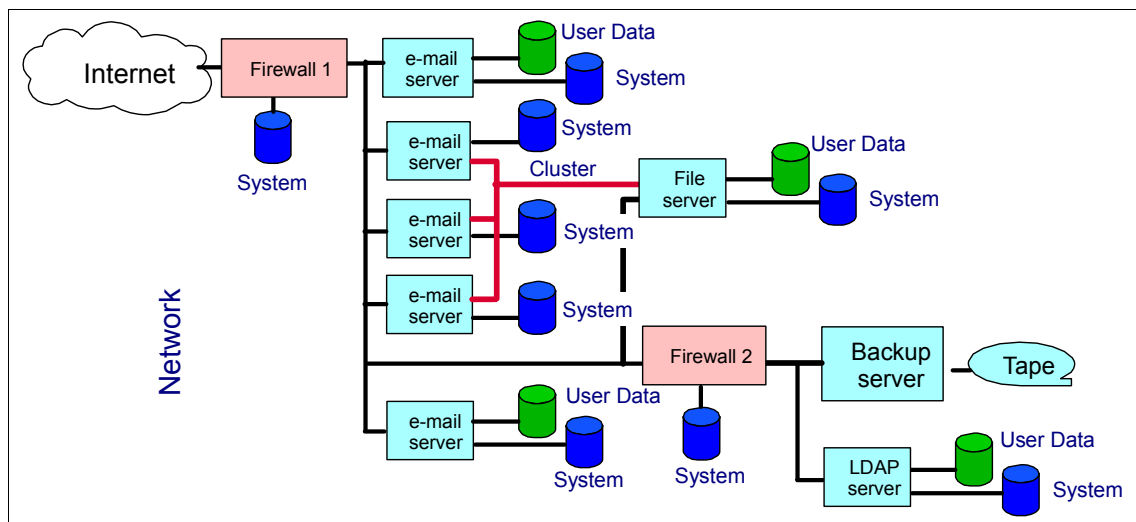 User Data
e-mail
server
Internet
Firewall 1
System
System
e-mail
server
System
Cluster
User Data
File
server
System
e-mail
server
System
e-mail
server
System
Network
Firewall 2
Backup
server
Tape
User Data
e-mail
server
System
System
User Data
LDAP
server
System